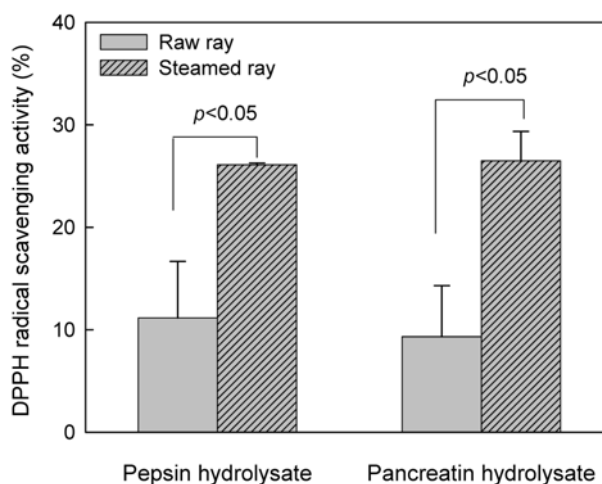 DPPH radical scavenging activity (%)
40
30
20
10
0
Raw ray
Steamed ray
p<0.05
p<0.05
Pepsin hydrolysate
Pancreatin hydrolysate